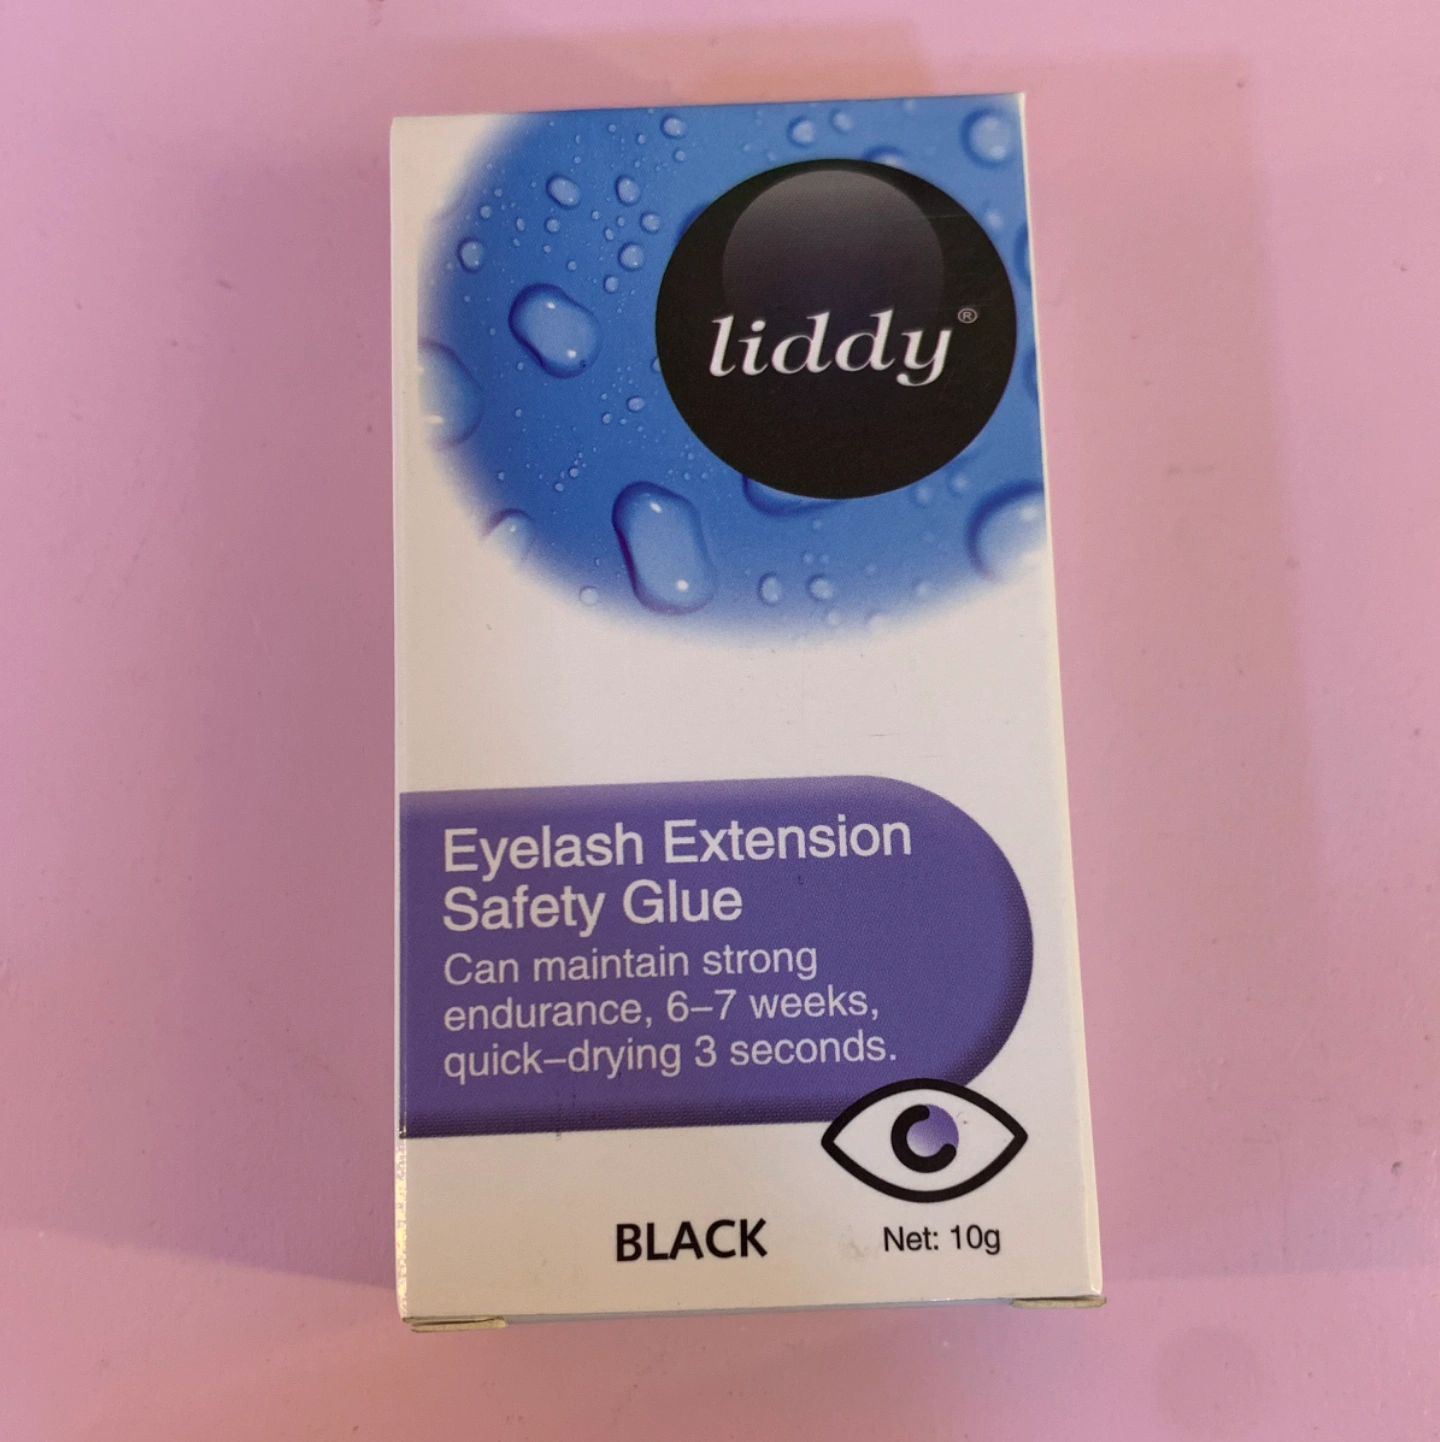 liddy®
Eyelash Extension
Safety Glue
Can maintain strong
endurance, 6–7 weeks,
quick–drying 3 seconds.
BLACK
Net: 10g